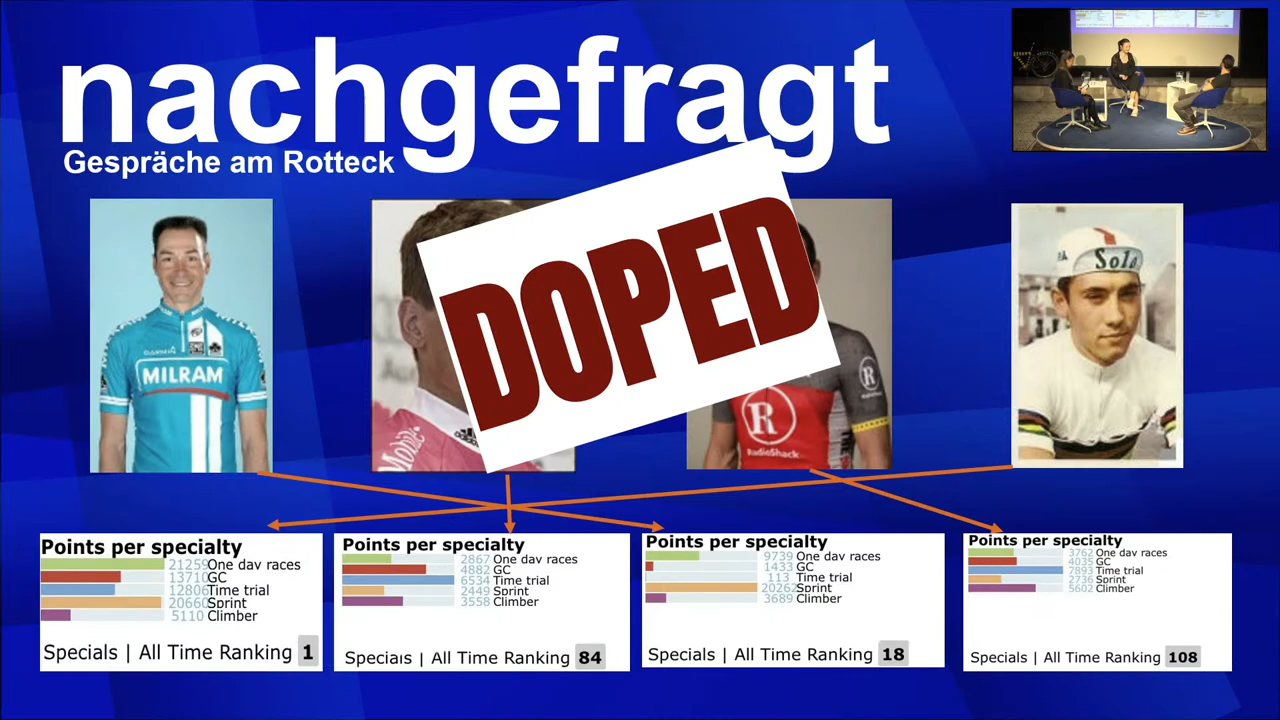 nachgefragt
Gespräche am Rotteck
DOPED
MILRAM
Mobile
R
RadioShack
R
Sola
Points per specialty
21259 One day races
13710 GC
12806 Time trial
20660 Sprint
5110 Climber
Specials | All Time Ranking 1
Points per specialty
2867 One day races
4882 GC
6534 Time trial
2449 Sprint
3558 Climber
Specials | All Time Ranking 84
Points per specialty
9739 One day races
1433 GC
113 Time trial
20262 Sprint
3689 Climber
Specials | All Time Ranking 18
Points per specialty
3762 One day races
4035 GC
7893 Time trial
2736 Sprint
5602 Climber
Specials | All Time Ranking 108